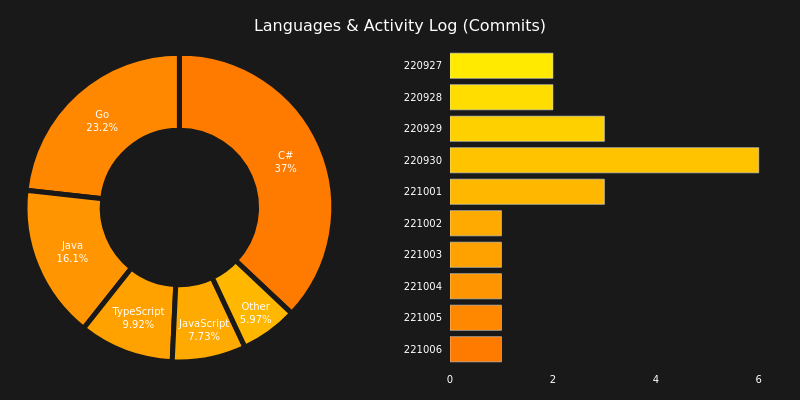 Languages & Activity Log (Commits)
Go
23.2%
C#
37%
Java
16.1%
TypeScript
9.92%
JavaScript
7.73%
Other
5.97%
220927
220928
220929
220930
221001
221002
221003
221004
221005
221006
0 2 4 6